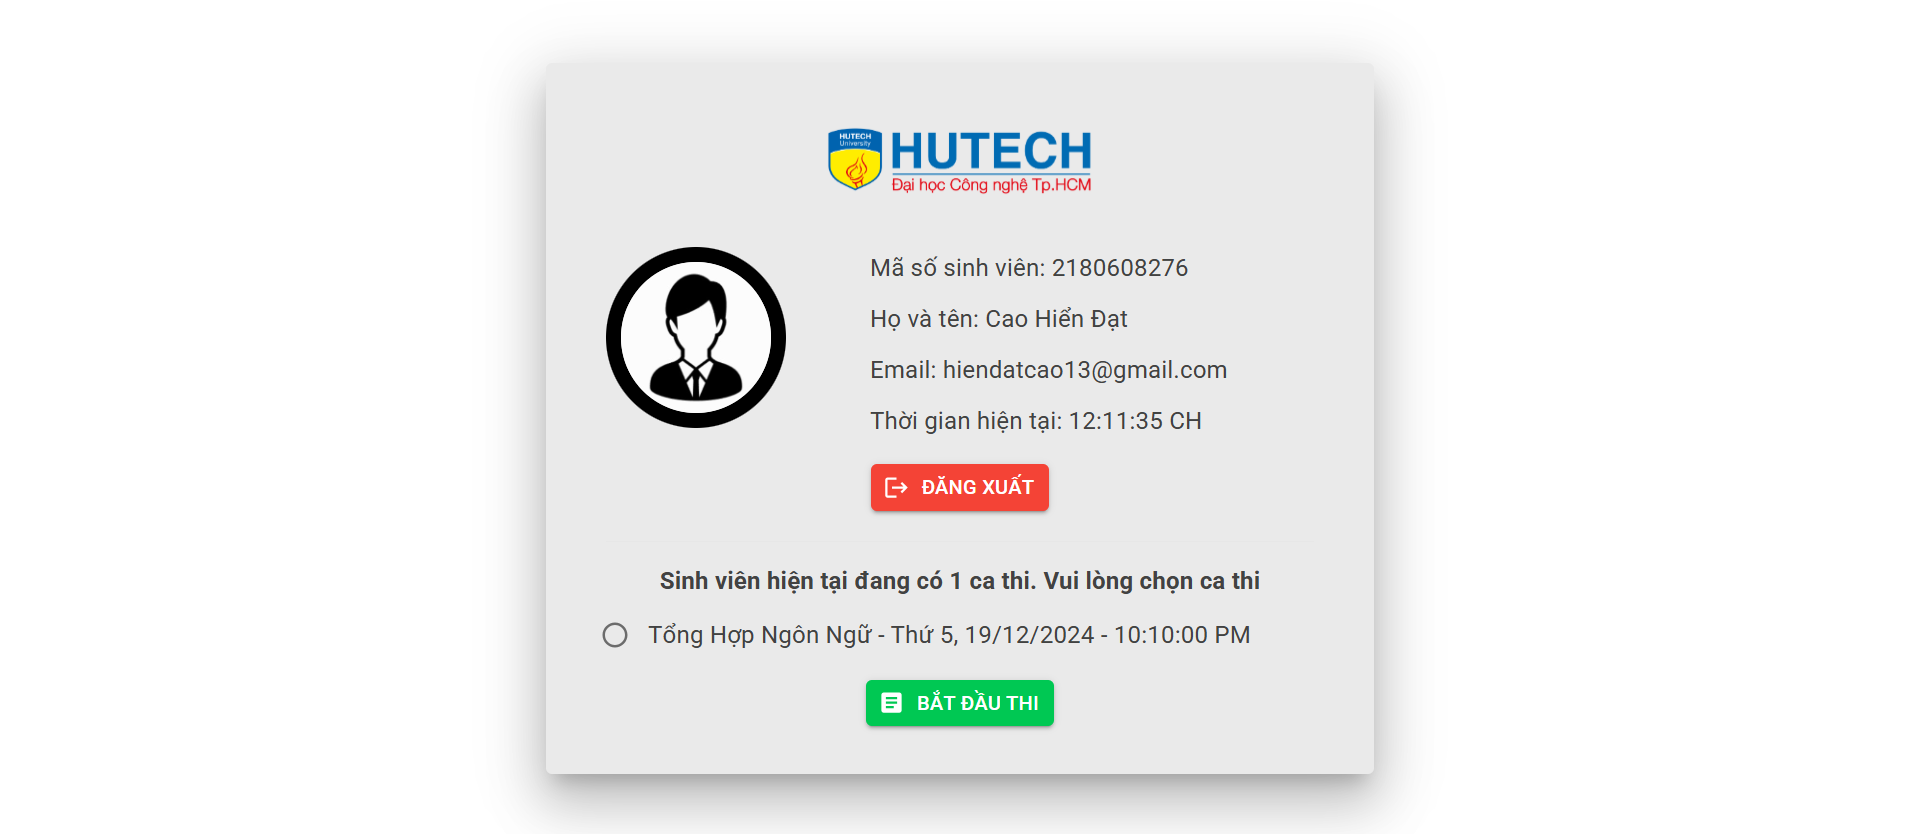 HUTECH
University
HUTECH
Đại học Công nghệ Tp.HCM
Mã số sinh viên: 2180608276
Họ và tên: Cao Hiển Đạt
Email: hiendatcao13@gmail.com
Thời gian hiện tại: 12:11:35 CH
ĐĂNG XUẤT
Sinh viên hiện tại đang có 1 ca thi. Vui lòng chọn ca thi
Tổng Hợp Ngôn Ngữ - Thứ 5, 19/12/2024 - 10:10:00 PM
BẮT ĐẦU THI